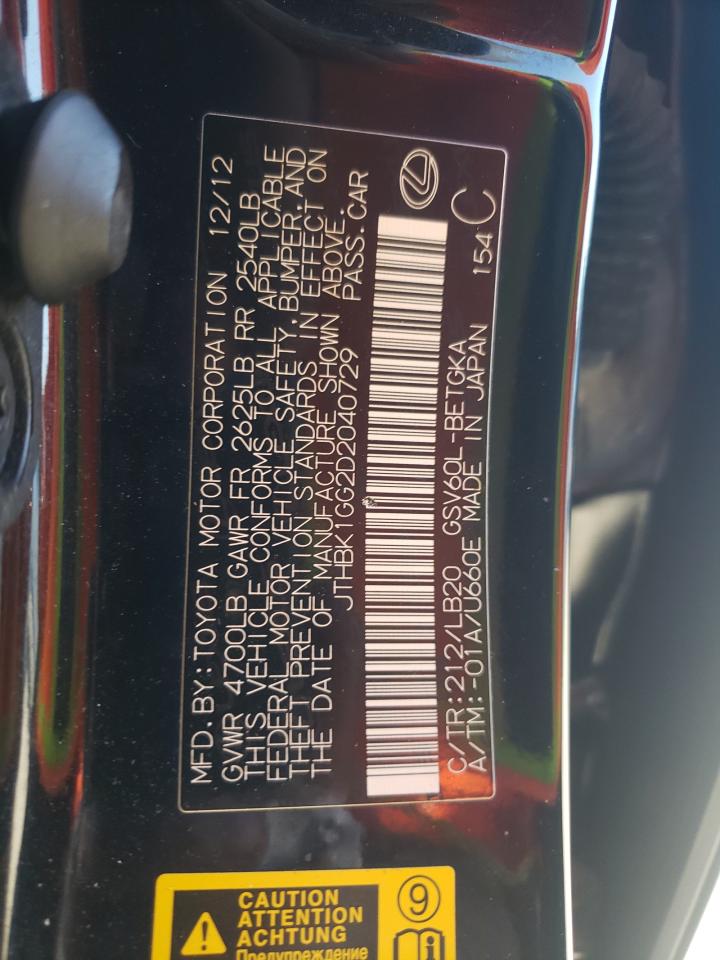 MFD.BY:TOYOTA MOTOR CORPORATION 12/12
GVWR 4700LB GAWR FR 2625LB RR 2540LB
THIS VEHICLE CONFORMS TO ALL APPLICABLE
FEDERAL MOTOR VEHICLE SAFETY, BUMPER, AND
THEFT PREVENTION STANDARDS IN EFFECT ON
THE DATE OF MANUFACTURE SHOWN ABOVE.
JTHBK1GG2D2040729 PASS.CAR
C/TR:212/LB20 GSV60L-BETGKA 154 C
A/TM:-01A/U660E MADE IN JAPAN
CAUTION
ATTENTION
ACHTUNG
Предупреждение
9